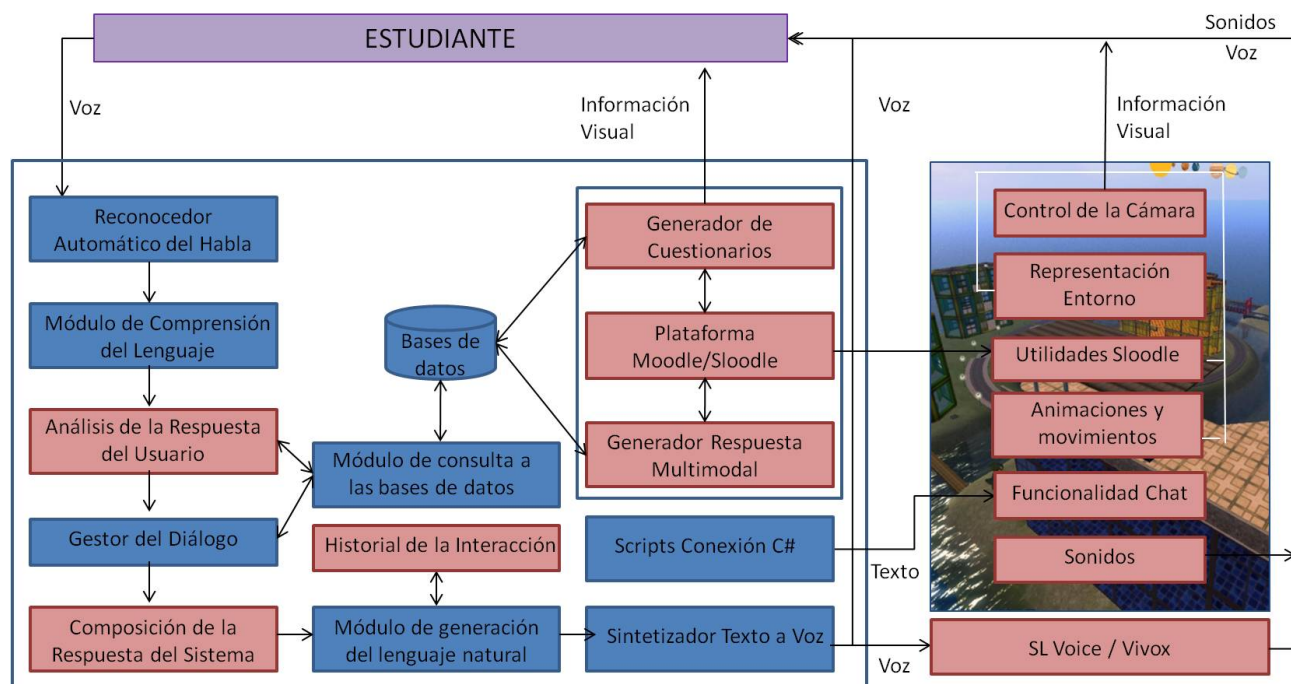 ESTUDIANTE
Sonidos
Voz
Voz
Información
Visual
Voz
Información
Visual
Reconocedor
Automático del Habla
Módulo de Comprensión
del Lenguaje
Análisis de la Respuesta
del Usuario
Gestor del Diálogo
Composición de la
Respuesta del Sistema
Bases de
datos
Módulo de consulta a
las bases de datos
Historial de la Interacción
Módulo de generación
del lenguaje natural
Generador de
Cuestionarios
Plataforma
Moodle/Sloodle
Generador Respuesta
Multimodal
Scripts Conexión C#
Texto
Sintetizador Texto a Voz
Voz
Control de la Cámara
Representación
Entorno
Utilidades Sloodle
Animaciones y
movimientos
Funcionalidad Chat
Sonidos
SL Voice / Vivox